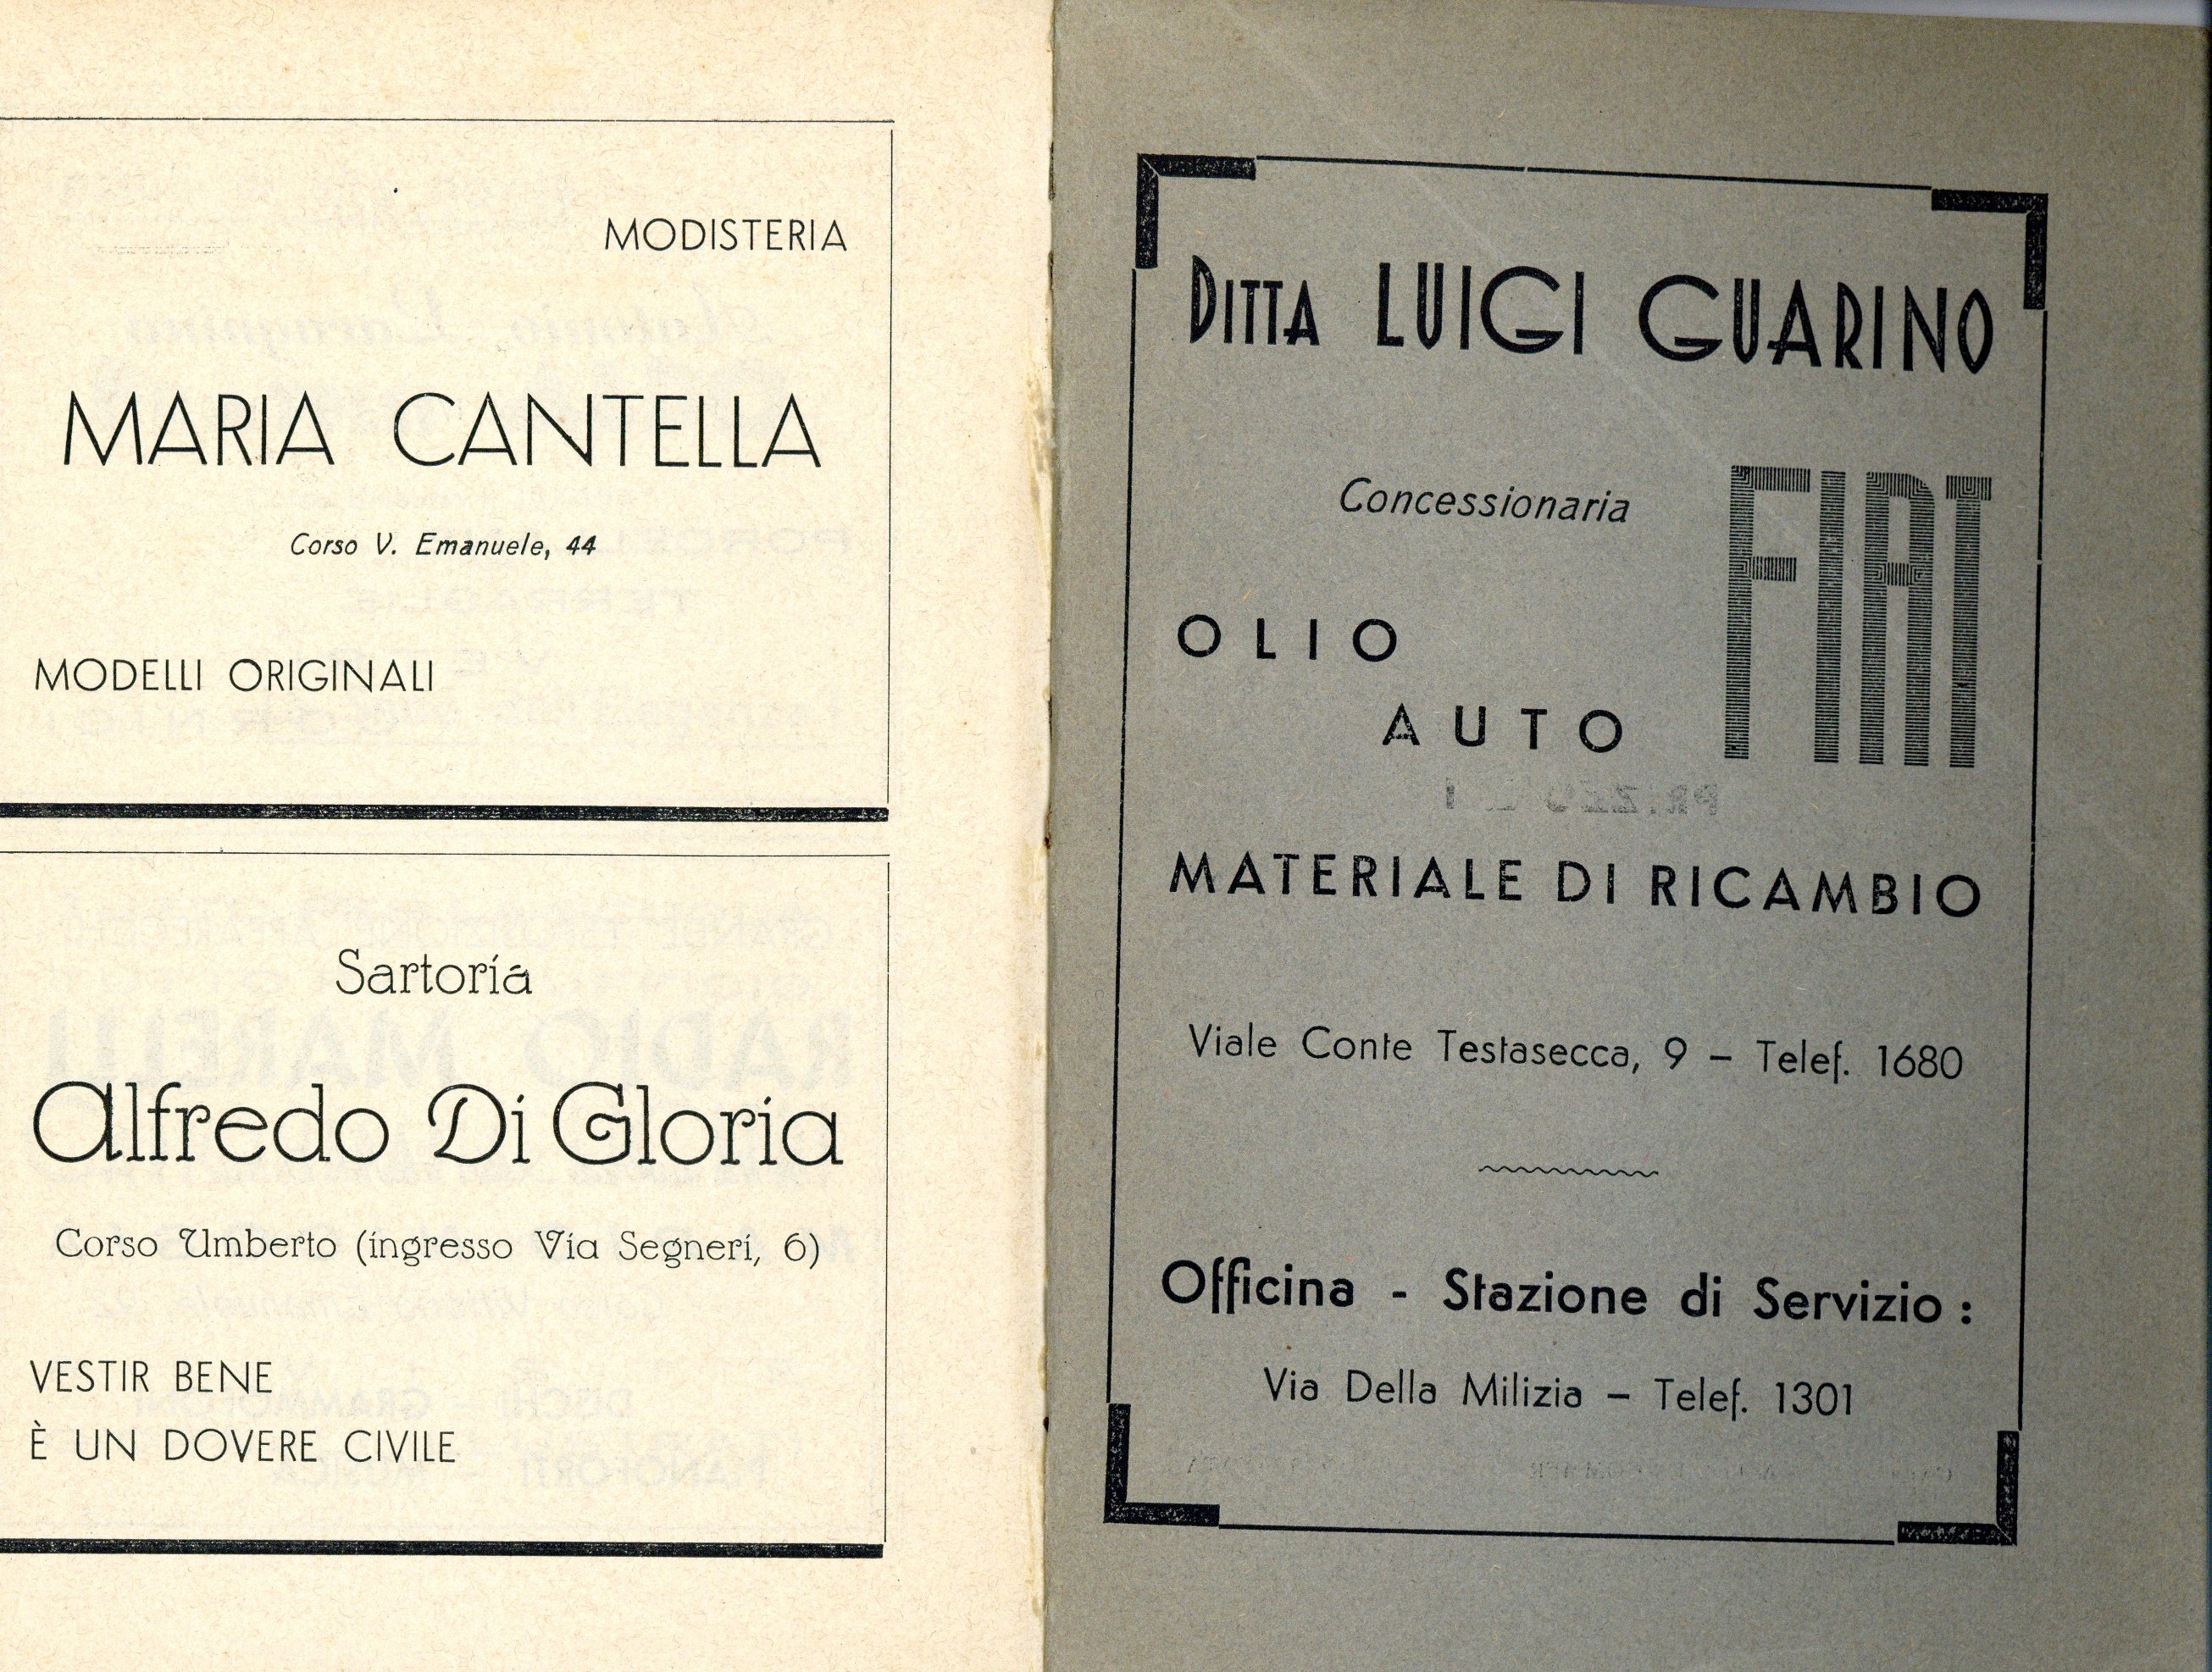 MODISTERIA
MARIA CANTELLA
Corso V. Emanuele, 44
MODELLI ORIGINALI
Sartoria
Alfredo Di Gloria
Corso Umberto (ingresso Via Segneri, 6)
VESTIR BENE
È UN DOVERE CIVILE
DITTA LUIGI GUARINO
Concessionaria FIAT
OLIO
AUTO
MATERIALE DI RICAMBIO
Viale Conte Testasecca, 9 – Telef. 1680
Officina - Stazione di Servizio :
Via Della Milizia – Telef. 1301